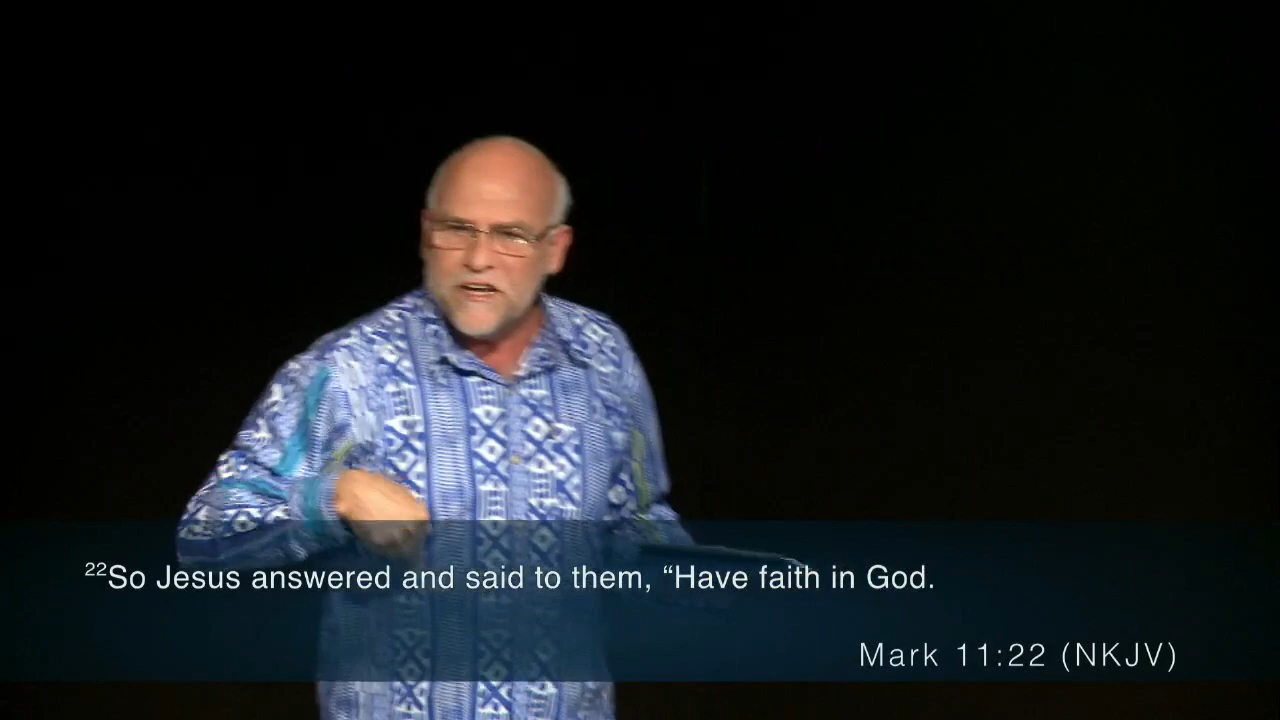 ²²So Jesus answered and said to them, “Have faith in God.
Mark 11:22 (NKJV)